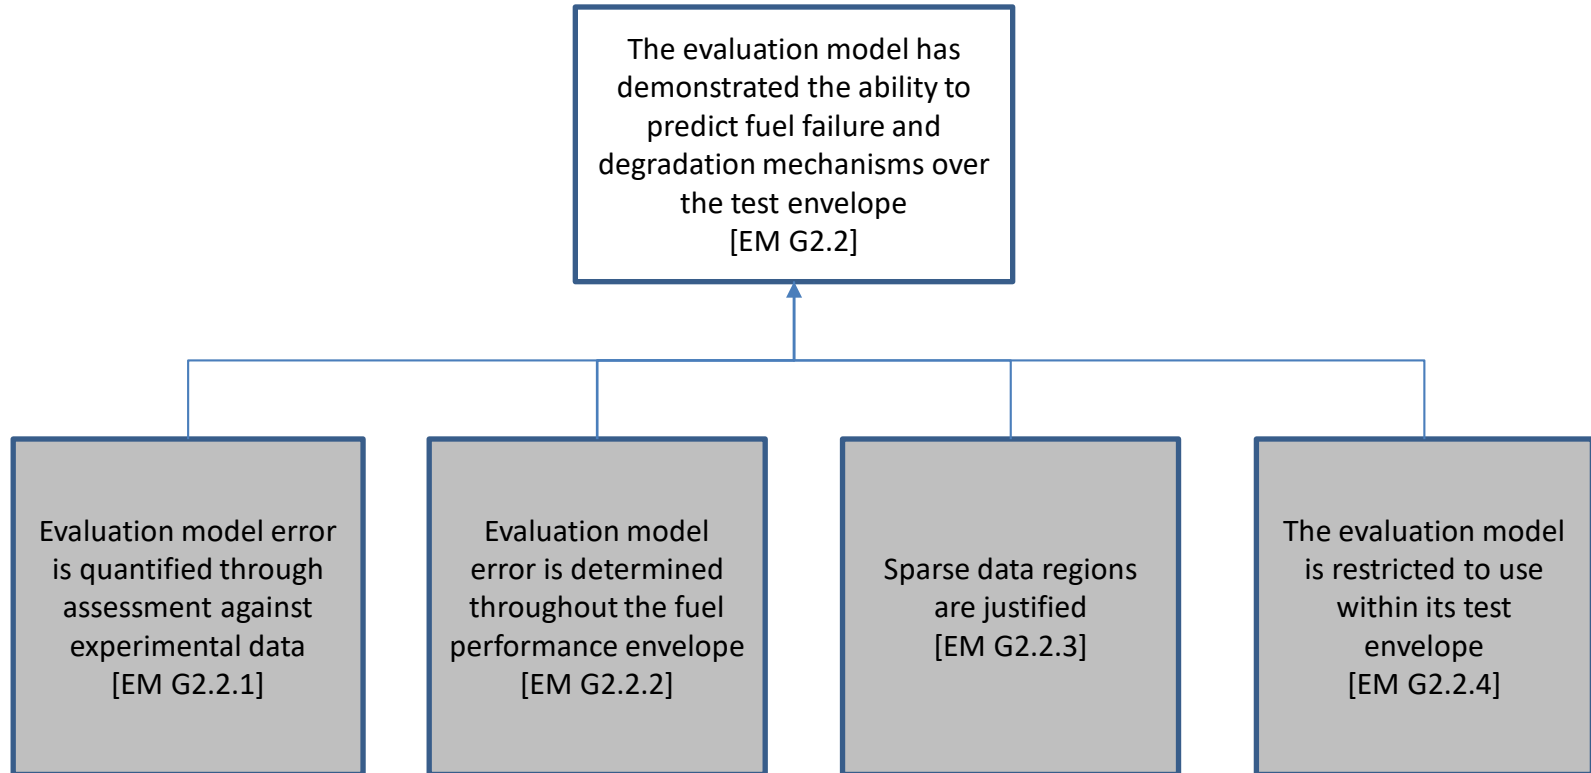 The evaluation model has
demonstrated the ability to
predict fuel failure and
degradation mechanisms over
the test envelope
[EM G2.2]
Evaluation model error
is quantified through
assessment against
experimental data
[EM G2.2.1]
Evaluation model
error is determined
throughout the fuel
performance envelope
[EM G2.2.2]
Sparse data regions
are justified
[EM G2.2.3]
The evaluation model
is restricted to use
within its test
envelope
[EM G2.2.4]